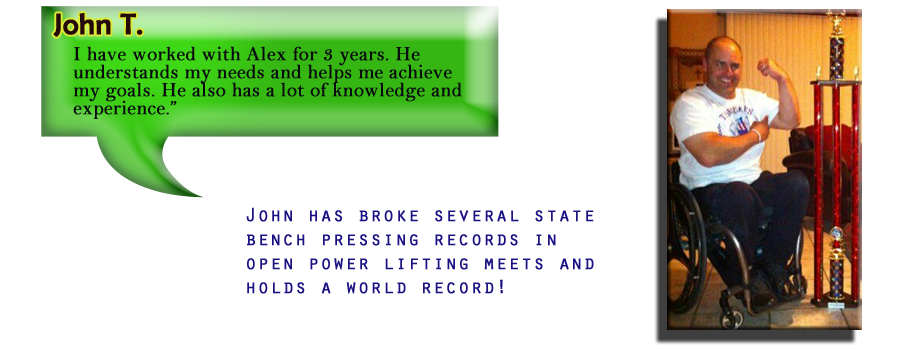 John T.
I have worked with Alex for 3 years. He
understands my needs and helps me achieve
my goals. He also has a lot of knowledge and
experience.”
John has broke several state
bench pressing records in
open power lifting meets and
holds a world record!